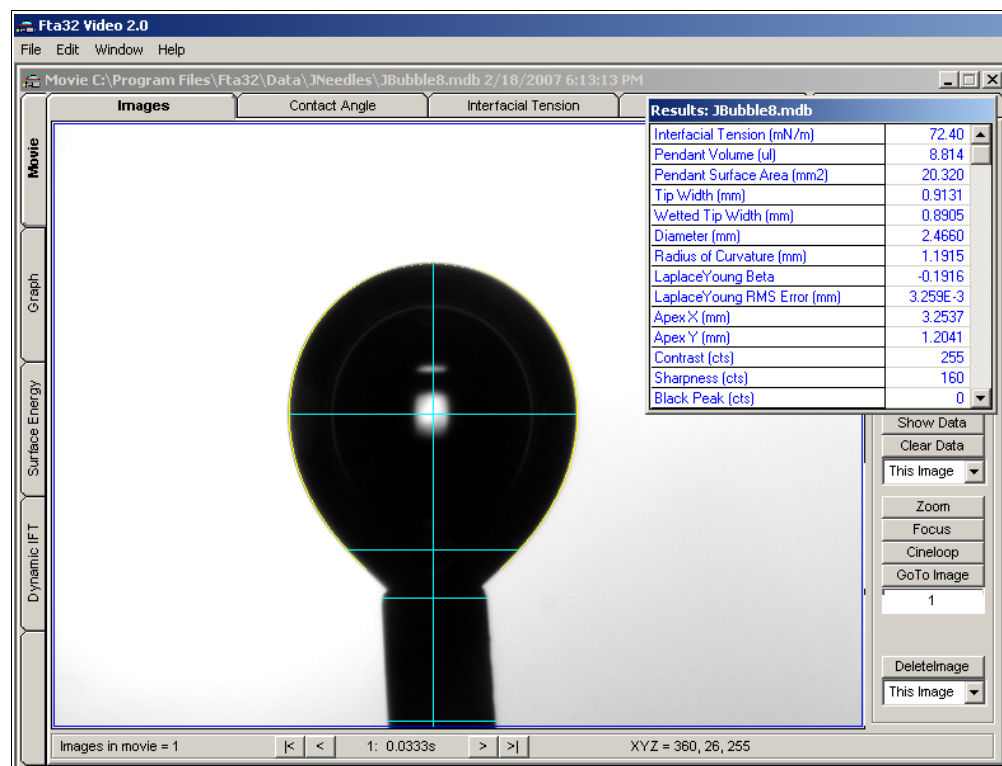 Fta32 Video 2.0
File Edit Window Help
Movie C:\Program Files\Fta32\Data\JNeedles\JBubble8.mdb 2/18/2007 6:13:13 PM
Images Contact Angle Interfacial Tension
Results: JBubble8.mdb
Interfacial Tension (mN/m) 72.40
Pendant Volume (ul) 8.814
Pendant Surface Area (mm2) 20.320
Tip Width (mm) 0.9131
Wetted Tip Width (mm) 0.8905
Diameter (mm) 2.4660
Radius of Curvature (mm) 1.1915
LaplaceYoung Beta -0.1916
LaplaceYoung RMS Error (mm) 3.259E-3
Apex X (mm) 3.2537
Apex Y (mm) 1.2041
Contrast (cts) 255
Sharpness (cts) 160
Black Peak (cts) 0
Movie
Graph
Surface Energy
Dynamic IFT
Show Data
Clear Data
This Image
Zoom
Focus
Cineloop
GoTo Image
1
DeleteImage
This Image
Images in movie = 1 |< < 1: 0.0333s > >| XYZ = 360, 26, 255